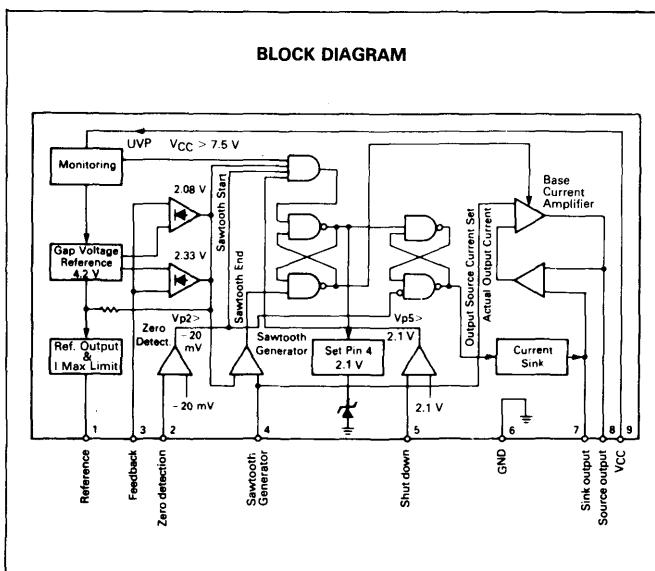 BLOCK DIAGRAM
UVP
VCC > 7.5 V
Monitoring
2.08 V
Base
Current
Amplifier
Gap Voltage
Reference
4.2 V
2.33 V
Sawtooth Start
Sawtooth End
Output Source Current Set
Actual Output Current
Ref. Output
&
I Max Limit
Zero
Detect.
Vp2>
-20
mV
Sawtooth
Generator
Set Pin 4
2.1 V
Vp5>
2.1 V
Current
Sink
-20 mV
2.1 V
1
3
2
4
5
6
7
8
9
Reference
Feedback
Zero detection
Sawtooth
Generator
Shut down
GND
Sink output
Source output
VCC